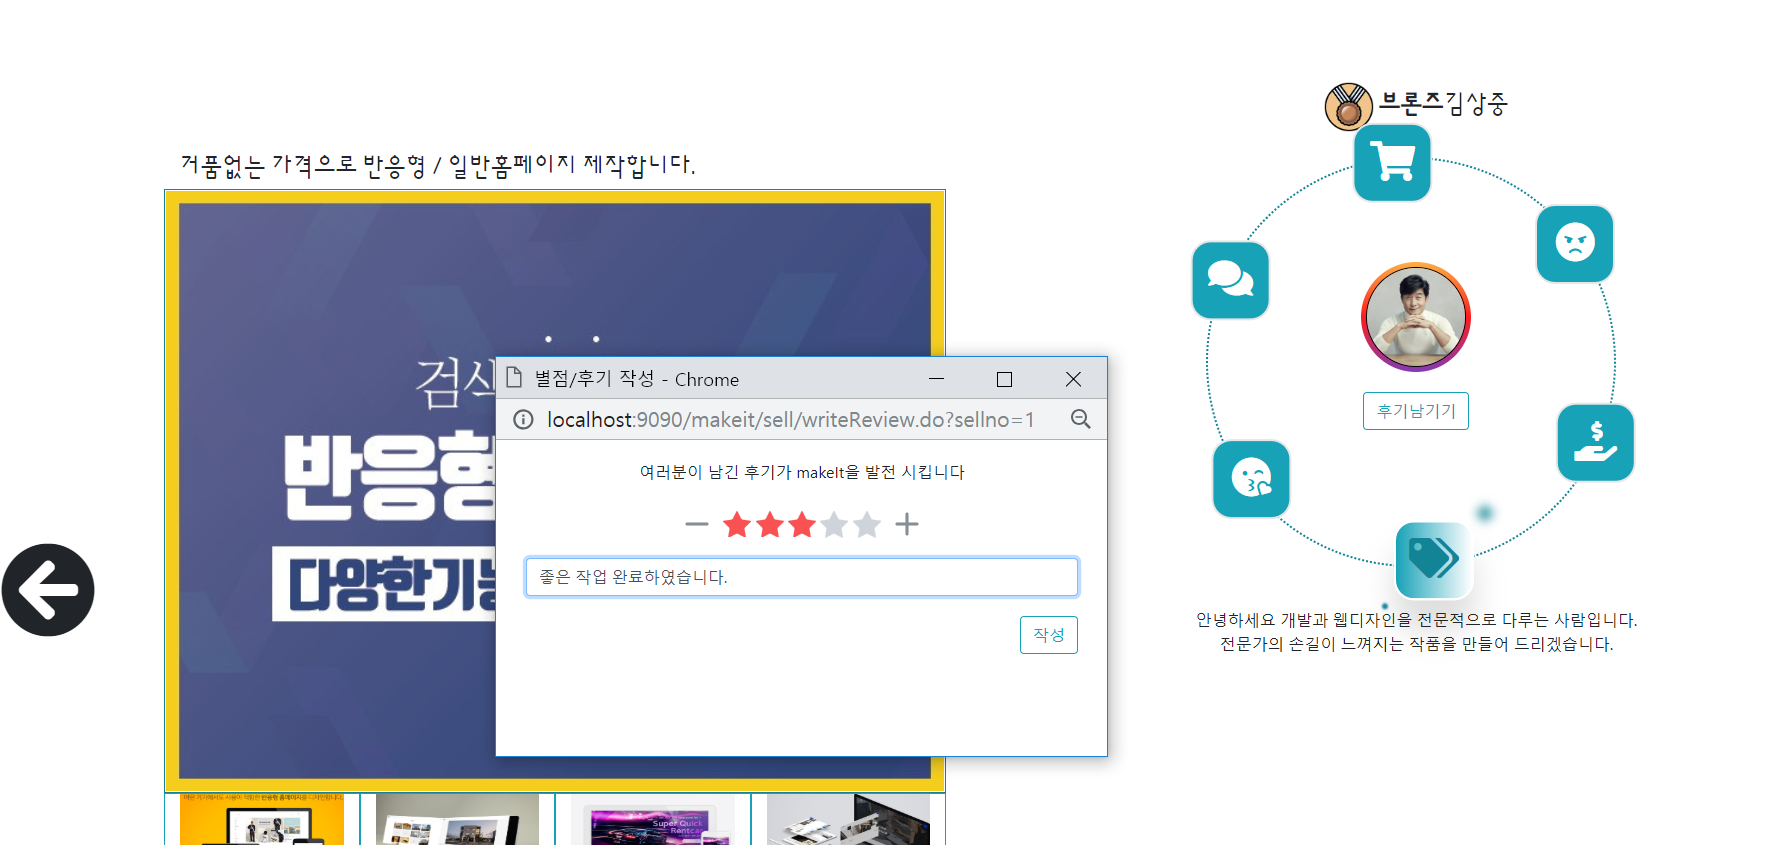 브론즈김상중
거품없는 가격으로 반응형 / 일반홈페이지 제작합니다.
검색
반응형
다양한기능
별점/후기 작성 - Chrome
localhost:9090/makeit/sell/writeReview.do?sellno=1
여러분이 남긴 후기가 makeIt을 발전 시킵니다
좋은 작업 완료하였습니다.
작성
후기남기기
안녕하세요 개발과 웹디자인을 전문적으로 다루는 사람입니다.
전문가의 손길이 느껴지는 작품을 만들어 드리겠습니다.
Super Quick
Rentcar